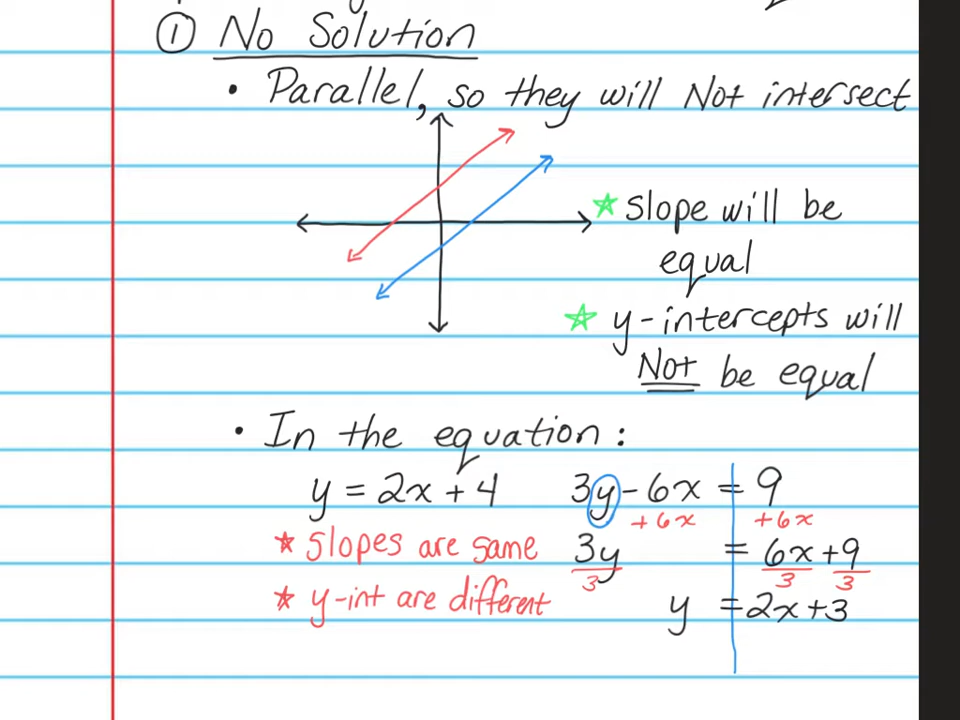 ① No Solution
• Parallel, so they will Not intersect
☆ slope will be
equal
☆ y-intercepts will
Not be equal
• In the equation:
y = 2x + 4 3y - 6x = 9
+6x +6x
★ slopes are same 3y = 6x + 9
3 3 3
★ y-int are different y = 2x + 3